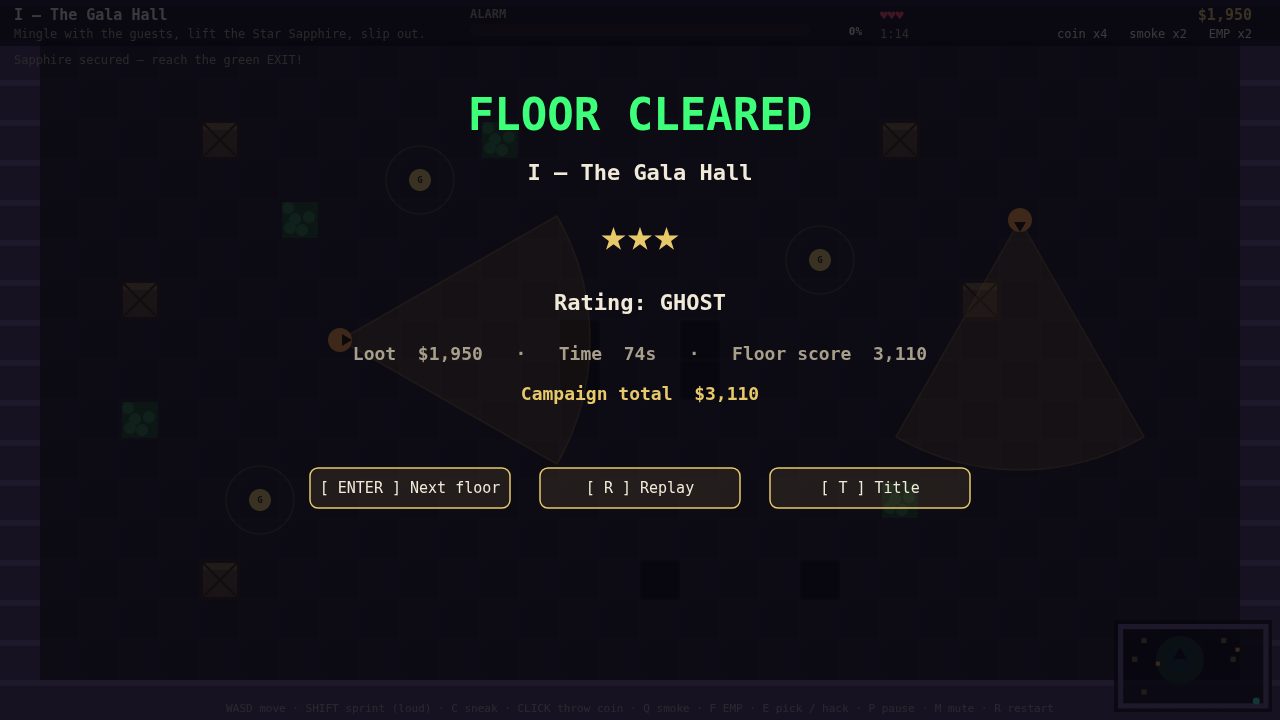 I — The Gala Hall
ALARM
♥♥♥
$1,950
Mingle with the guests, lift the Star Sapphire, slip out.
0%
1:14
coin x4 smoke x2 EMP x2
Sapphire secured — reach the green EXIT!
FLOOR CLEARED
I — The Gala Hall
★★★
Rating: GHOST
Loot $1,950 · Time 74s · Floor score 3,110
Campaign total $3,110
[ ENTER ] Next floor
[ R ] Replay
[ T ] Title
G
G
G
WASD move · SHIFT sprint (loud) · C sneak · CLICK throw coin · Q smoke · F EMP · E pick / hack · P pause · M mute · R restart